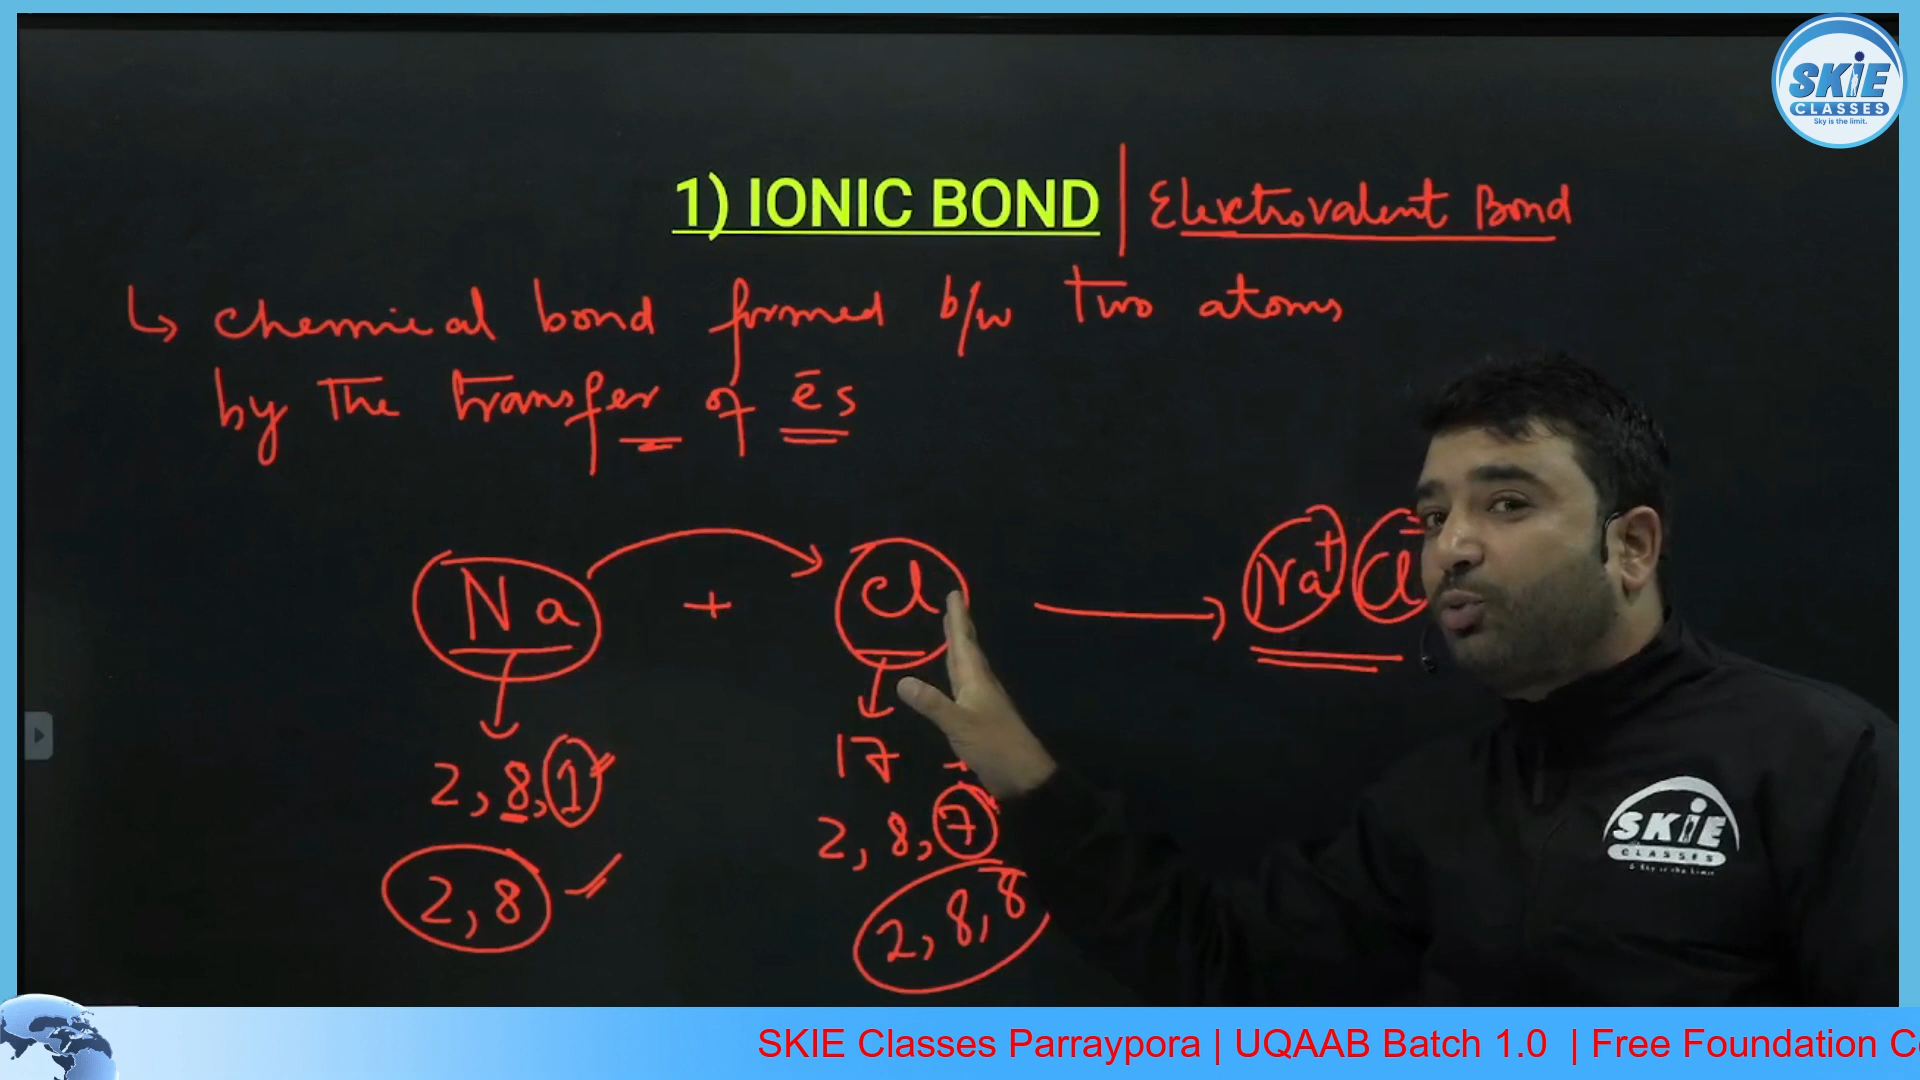 SKiE
CLASSES
Sky is the limit.
1) IONIC BOND | Electrovalent Bond
↳ chemical bond formed b/w two atoms
by the transfer of ēs
Na + Cl → Na⁺ Cl⁻
17
2, 8, 1
2, 8, 7
2, 8
2, 8, 8
SKiE
CLASSES
SKIE Classes Parraypora | UQAAB Batch 1.0 | Free Foundation C